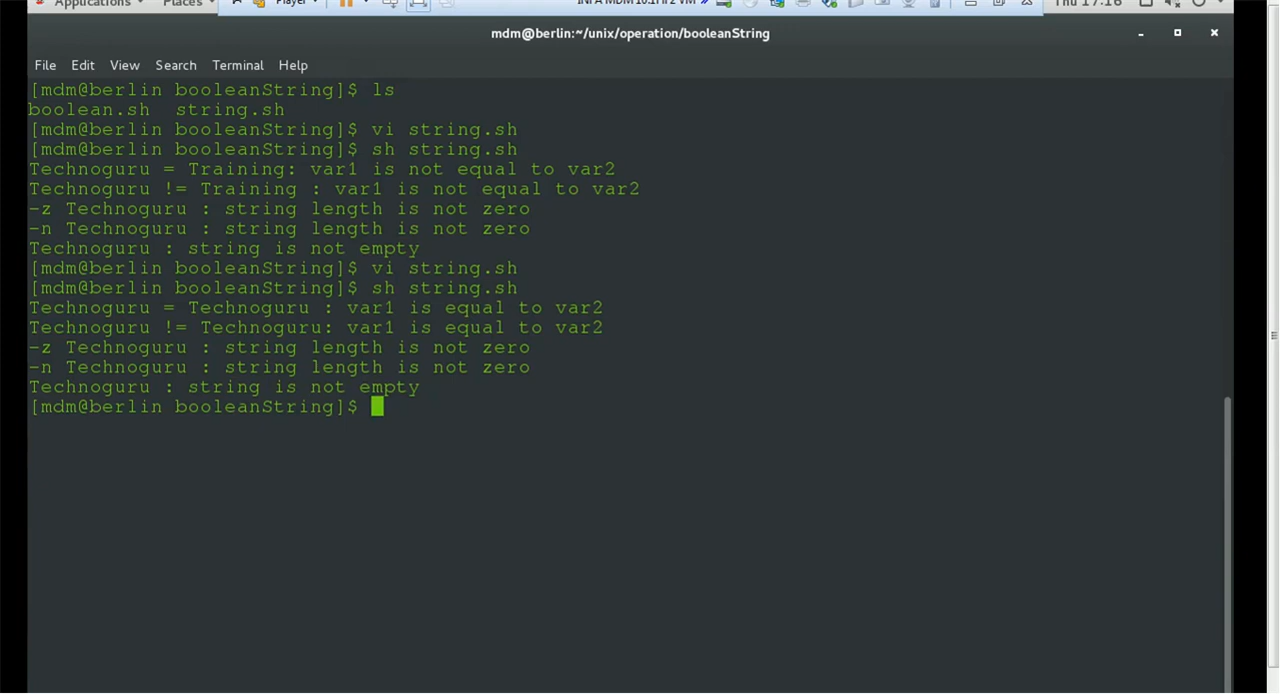 Applications Places Player INFA MDM 10.1HF2 VM Thu 17:16
mdm@berlin:~/unix/operation/booleanString
File Edit View Search Terminal Help
[mdm@berlin booleanString]$ ls
boolean.sh string.sh
[mdm@berlin booleanString]$ vi string.sh
[mdm@berlin booleanString]$ sh string.sh
Technoguru = Training: var1 is not equal to var2
Technoguru != Training : var1 is not equal to var2
-z Technoguru : string length is not zero
-n Technoguru : string length is not zero
Technoguru : string is not empty
[mdm@berlin booleanString]$ vi string.sh
[mdm@berlin booleanString]$ sh string.sh
Technoguru = Technoguru : var1 is equal to var2
Technoguru != Technoguru: var1 is equal to var2
-z Technoguru : string length is not zero
-n Technoguru : string length is not zero
Technoguru : string is not empty
[mdm@berlin booleanString]$